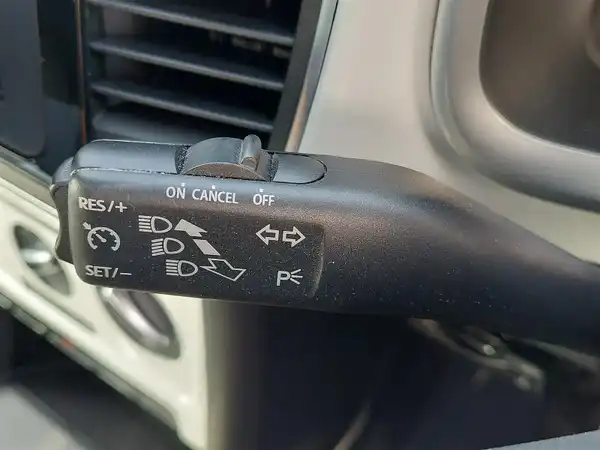 ON CANCEL OFF
RES/+
SET/–
P